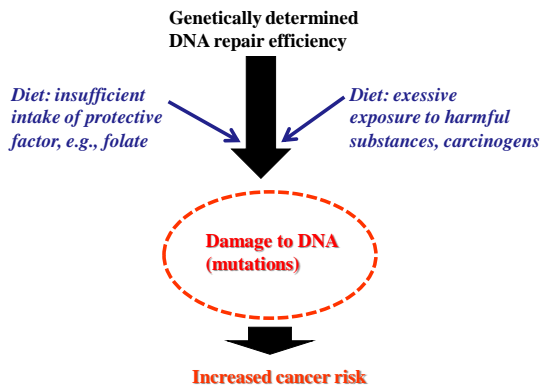 Genetically determined
DNA repair efficiency
Diet: insufficient
intake of protective
factor, e.g., folate
Diet: exessive
exposure to harmful
substances, carcinogens
Damage to DNA
(mutations)
Increased cancer risk